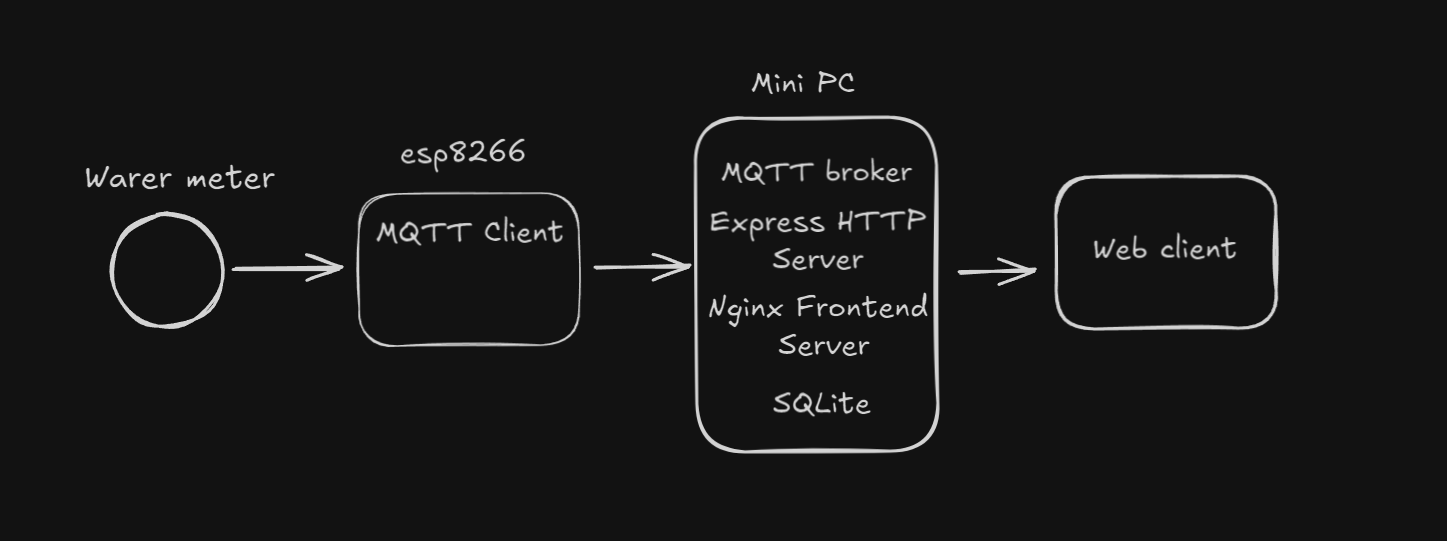 Warer meter
esp8266
MQTT Client
Mini PC
MQTT broker
Express HTTP
Server
Nginx Frontend
Server
SQLite
Web client